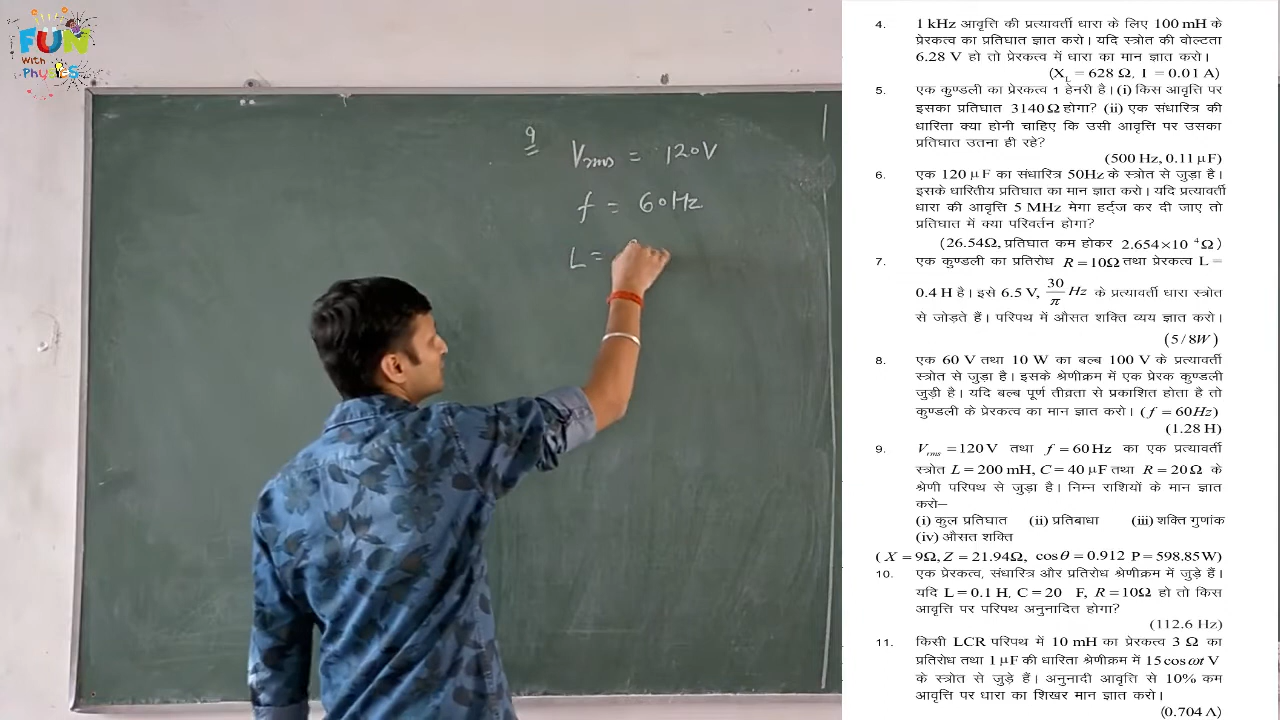 FUN
With
Physics
9
Vrms = 120V
f = 60Hz
L =
4. 1 kHz आवृत्ति की प्रत्यावर्ती धारा के लिए 100 mH के
प्रेरकत्व का प्रतिघात ज्ञात करो। यदि स्त्रोत की वोल्टता
6.28 V हो तो प्रेरकत्व में धारा का मान ज्ञात करो।
(X_L = 628 Ω, I = 0.01 A)
5. एक कुण्डली का प्रेरकत्व 1 हेनरी है। (i) किस आवृत्ति पर
इसका प्रतिघात 3140 Ω होगा? (ii) एक संधारित्र की
धारिता क्या होनी चाहिए कि उसी आवृत्ति पर उसका
प्रतिघात उतना ही रहे?
(500 Hz, 0.11 μF)
6. एक 120 μF का संधारित्र 50Hz के स्त्रोत से जुड़ा है।
इसके धारितीय प्रतिघात का मान ज्ञात करो। यदि प्रत्यावर्ती
धारा की आवृत्ति 5 MHz मेगा हर्ट्ज कर दी जाए तो
प्रतिघात में क्या परिवर्तन होगा?
(26.54Ω, प्रतिघात कम होकर 2.654×10 ⁴Ω)
7. एक कुण्डली का प्रतिरोध R = 10Ω तथा प्रेरकत्व L =
0.4 H है। इसे 6.5 V, 30/π Hz के प्रत्यावर्ती धारा स्त्रोत
से जोड़ते हैं। परिपथ में औसत शक्ति व्यय ज्ञात करो।
(5/8W)
8. एक 60 V तथा 10 W का बल्ब 100 V के प्रत्यावर्ती
स्त्रोत से जुड़ा है। इसके श्रेणीक्रम में एक प्रेरक कुण्डली
जुड़ी है। यदि बल्ब पूर्ण तीव्रता से प्रकाशित होता है तो
कुण्डली के प्रेरकत्व का मान ज्ञात करो। (f = 60Hz)
(1.28 H)
9. V_rms = 120 V तथा f = 60 Hz का एक प्रत्यावर्ती
स्त्रोत L = 200 mH, C = 40 μF तथा R = 20 Ω के
श्रेणी परिपथ से जुड़ा है। निम्न राशियों के मान ज्ञात
करो–
(i) कुल प्रतिघात (ii) प्रतिबाधा (iii) शक्ति गुणांक
(iv) औसत शक्ति
(X = 9Ω, Z = 21.94Ω, cosθ = 0.912 P = 598.85W)
10. एक प्रेरकत्व, संधारित्र और प्रतिरोध श्रेणीक्रम में जुड़े हैं।
यदि L = 0.1 H, C = 20 F, R = 10Ω हो तो किस
आवृत्ति पर परिपथ अनुनादित होगा?
(112.6 Hz)
11. किसी LCR परिपथ में 10 mH का प्रेरकत्व 3 Ω का
प्रतिरोध तथा 1 μF की धारिता श्रेणीक्रम में 15 cos ωt V
के स्त्रोत से जुड़े हैं। अनुनादी आवृत्ति से 10% कम
आवृत्ति पर धारा का शिखर मान ज्ञात करो।
(0.704 A)